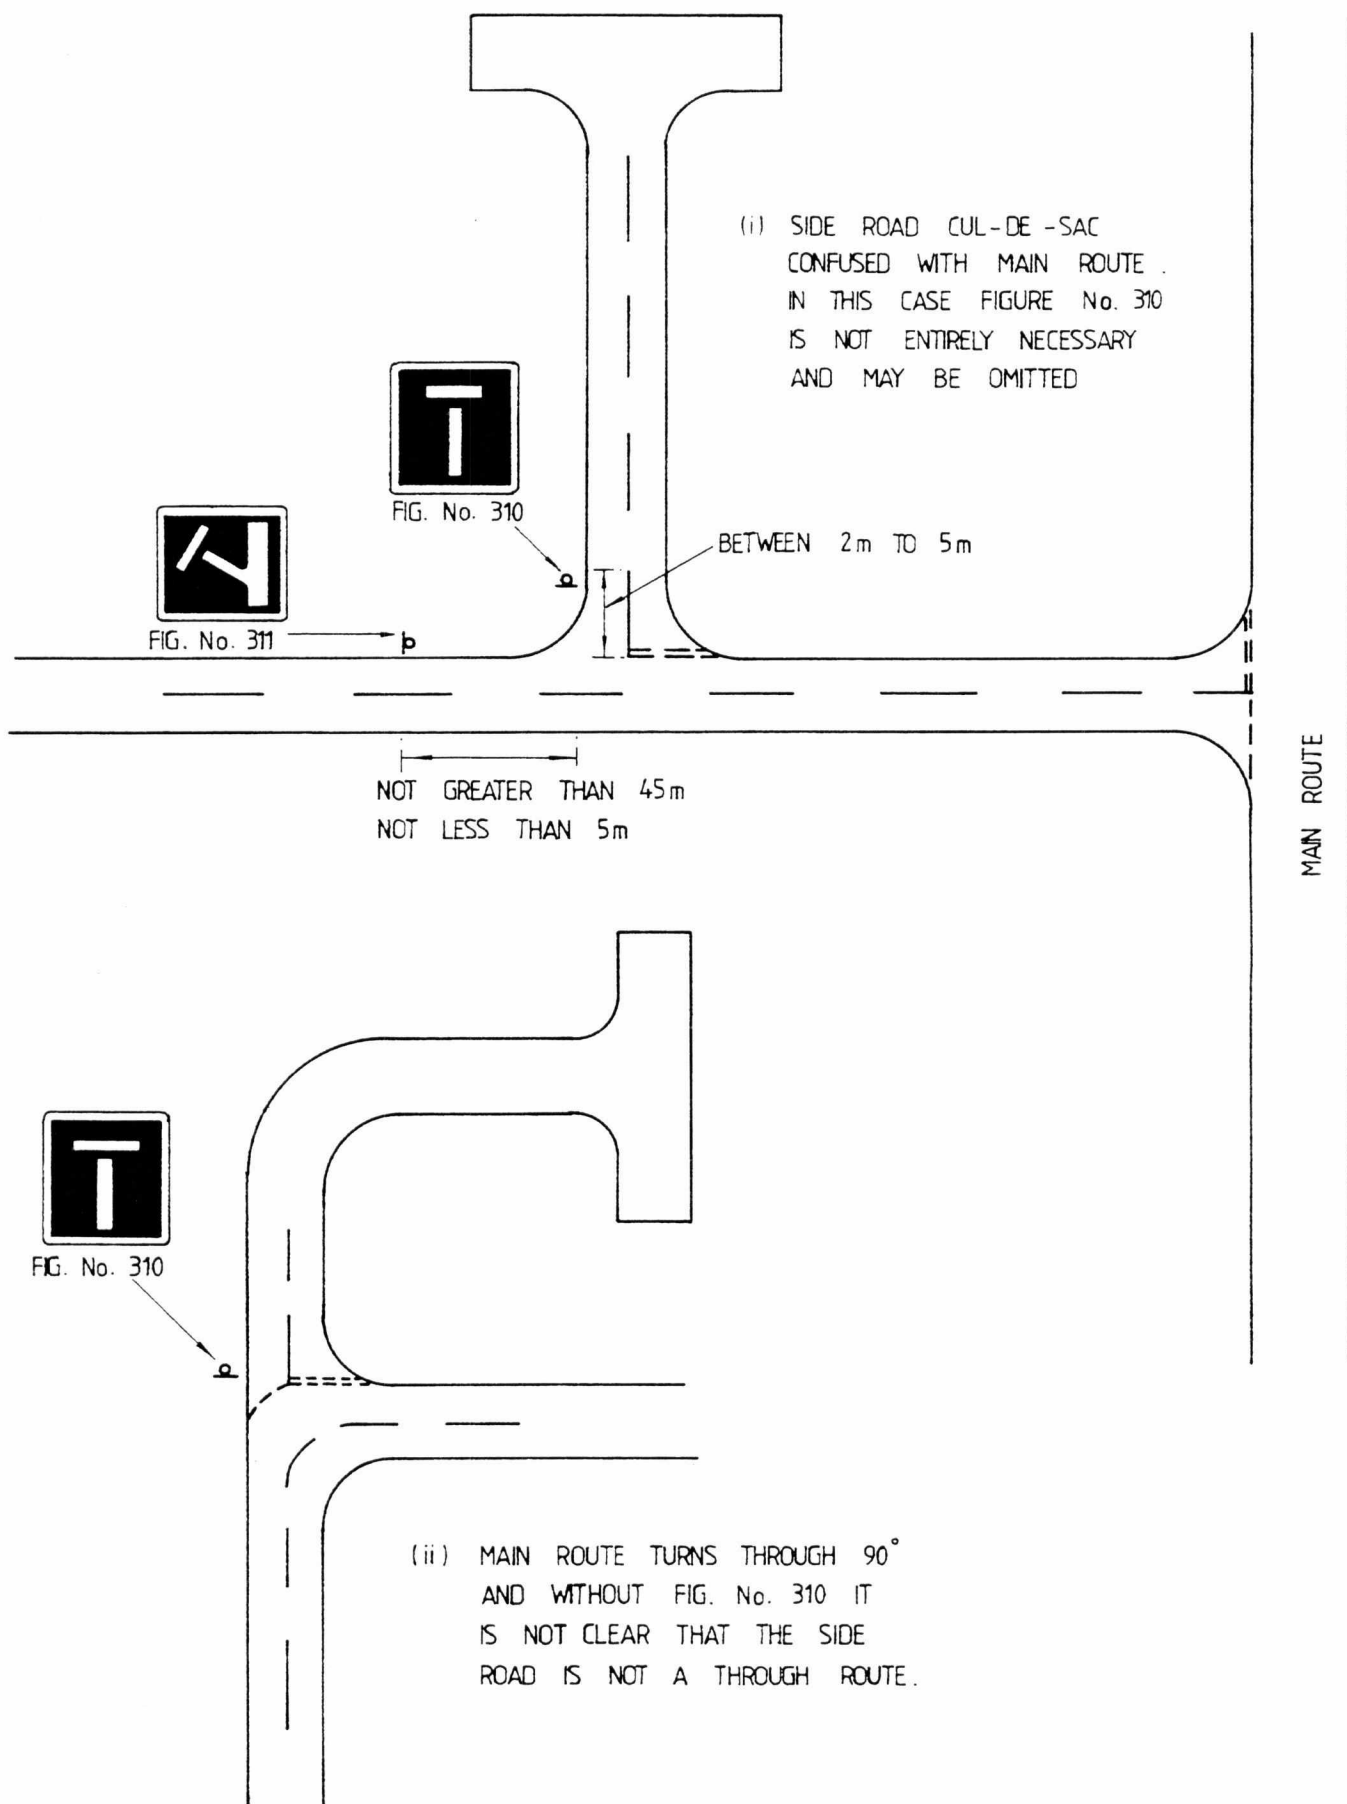 (i) SIDE ROAD CUL-DE-SAC
CONFUSED WITH MAIN ROUTE.
IN THIS CASE FIGURE No. 310
IS NOT ENTIRELY NECESSARY
AND MAY BE OMITTED
FIG. No. 310
BETWEEN 2m TO 5m
FIG. No. 311
NOT GREATER THAN 45m
NOT LESS THAN 5m
MAIN ROUTE
FIG. No. 310
(ii) MAIN ROUTE TURNS THROUGH 90°
AND WITHOUT FIG. No. 310 IT
IS NOT CLEAR THAT THE SIDE
ROAD IS NOT A THROUGH ROUTE.